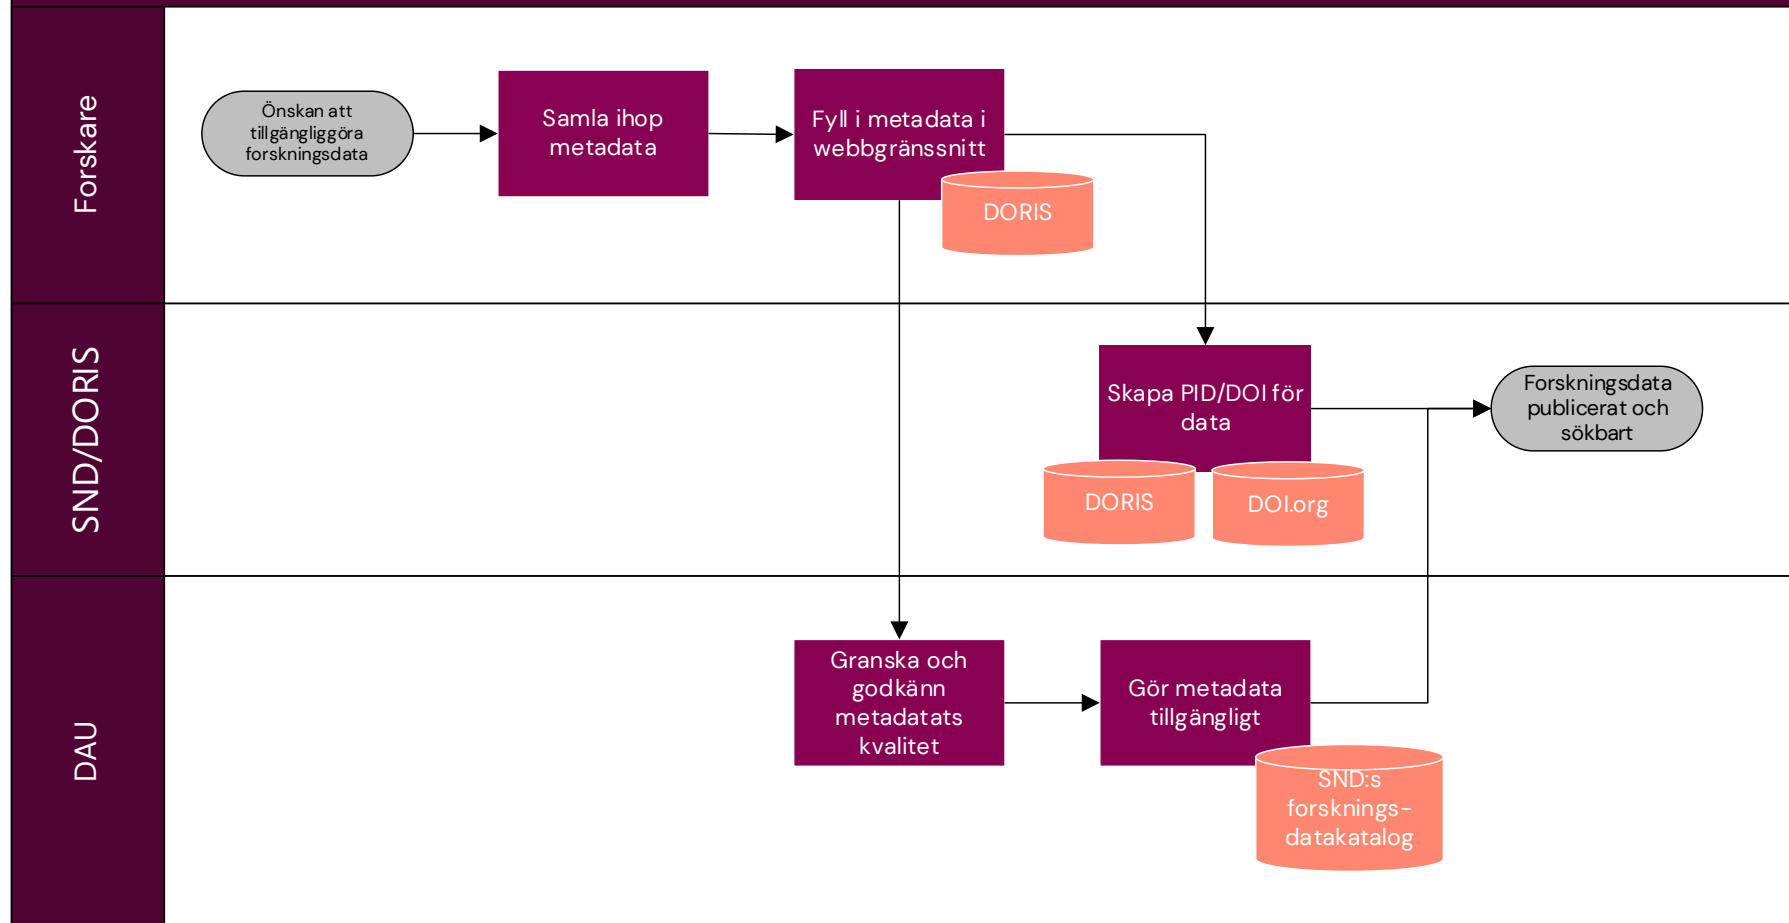 Forskare
Önskan att
tillgängliggöra
forskningsdata
Samla ihop
metadata
Fyll i metadata i
webbgränssnitt
DORIS
SND/DORIS
Skapa PID/DOI för
data
DORIS
DOI.org
Forskningsdata
publicerat och
sökbart
DAU
Granska och
godkänn
metadatats
kvalitet
Gör metadata
tillgängligt
SND:s
forsknings-
datakatalog